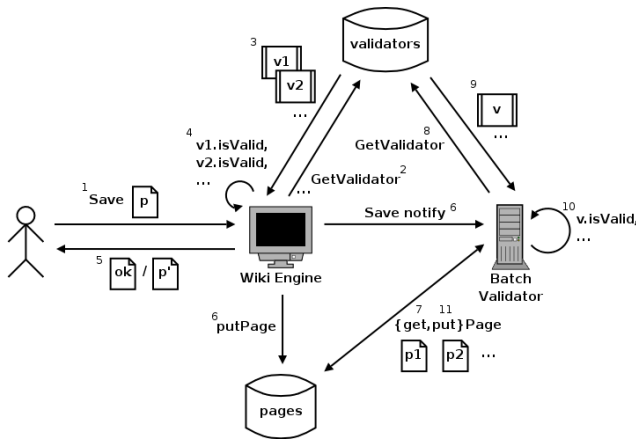 validators
3
v1
v2
...
9
v
...
4
v1.isValid,
v2.isValid,
...
8
GetValidator
...
GetValidator 2
1
Save p
Save notify 6
10
v.isValid,
...
5
ok / p'
Wiki Engine
Batch
Validator
6
putPage
7 11
{get,put}Page
p1 p2 ...
pages